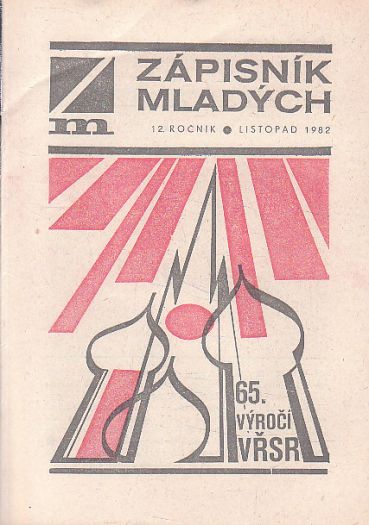 ZÁPISNÍK
MLADÝCH
12. ROČNÍK ● LISTOPAD 1982
m
65.
VÝROČÍ
VŘSR